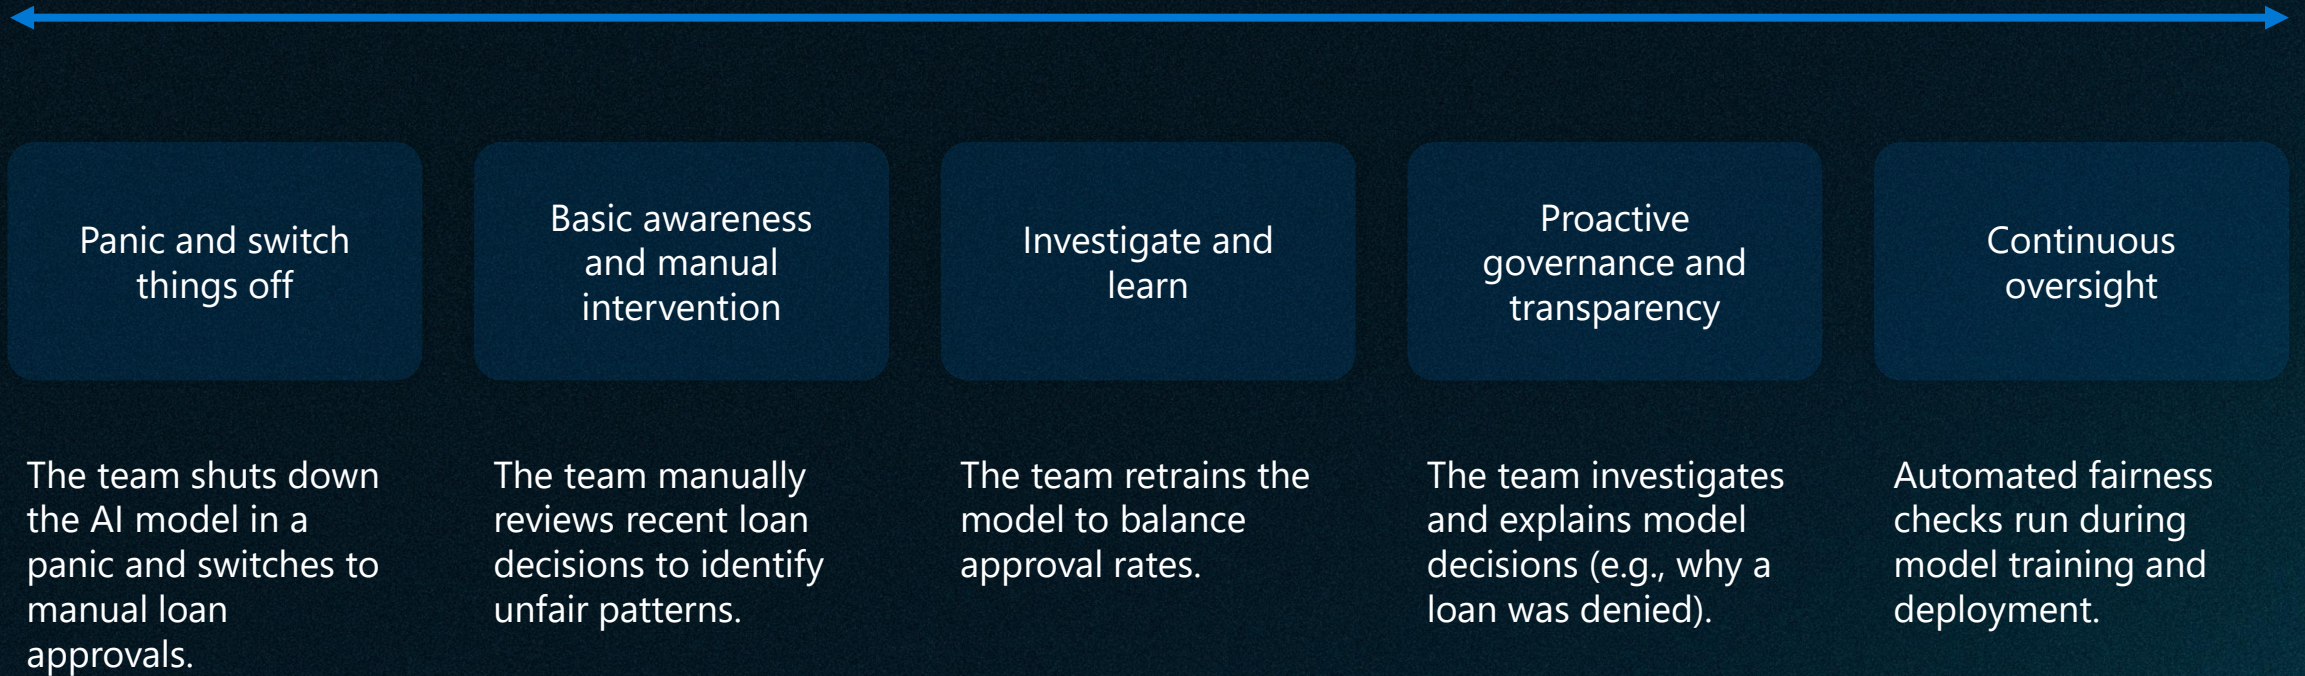 Panic and switch
things off
Basic awareness
and manual
intervention
Investigate and
learn
Proactive
governance and
transparency
Continuous
oversight
The team shuts down
the AI model in a
panic and switches to
manual loan
approvals.
The team manually
reviews recent loan
decisions to identify
unfair patterns.
The team retrains the
model to balance
approval rates.
The team investigates
and explains model
decisions (e.g., why a
loan was denied).
Automated fairness
checks run during
model training and
deployment.